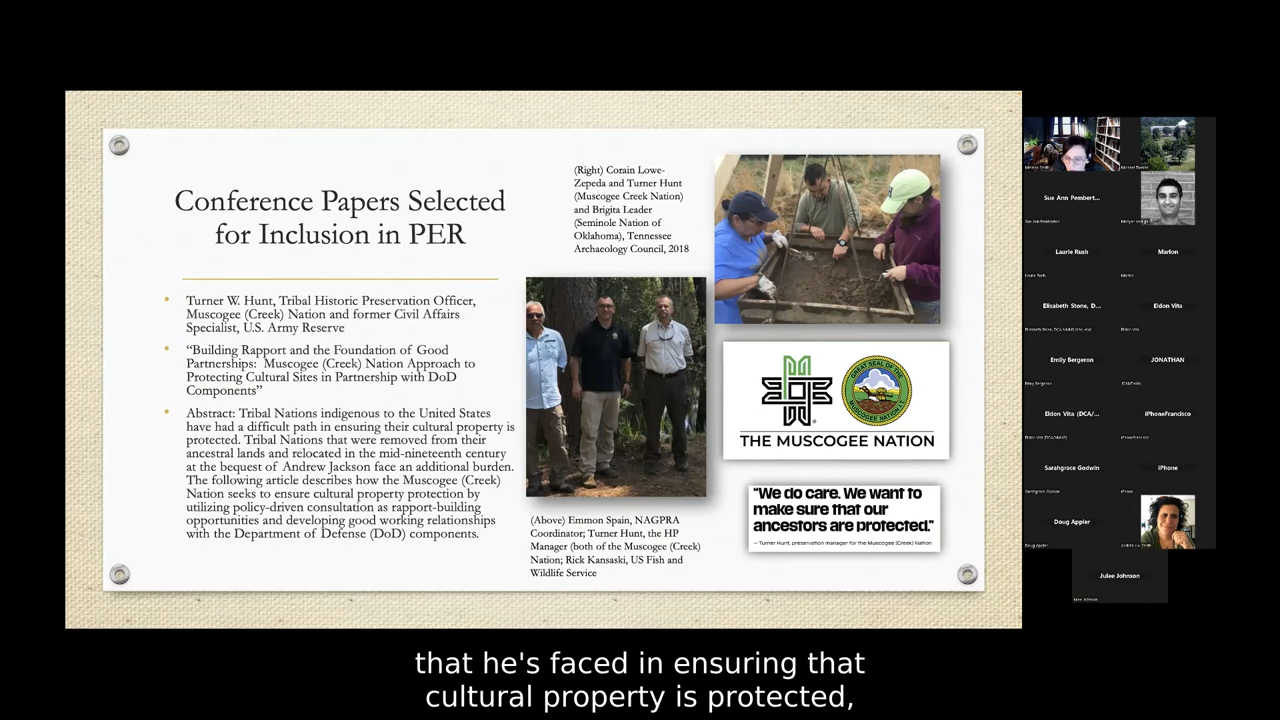 Conference Papers Selected
for Inclusion in PER
• Turner W. Hunt, Tribal Historic Preservation Officer,
Muscogee (Creek) Nation and former Civil Affairs
Specialist, U.S. Army Reserve
• “Building Rapport and the Foundation of Good
Partnerships: Muscogee (Creek) Nation Approach to
Protecting Cultural Sites in Partnership with DoD
Components”
• Abstract: Tribal Nations indigenous to the United States
have had a difficult path in ensuring their cultural property is
protected. Tribal Nations that were removed from their
ancestral lands and relocated in the mid-nineteenth century
at the bequest of Andrew Jackson face an additional burden.
The following article describes how the Muscogee (Creek)
Nation seeks to ensure cultural property protection by
utilizing policy-driven consultation as rapport-building
opportunities and developing good working relationships
with the Department of Defense (DoD) components.
(Right) Corain Lowe-
Zepeda and Turner Hunt
(Muscogee Creek Nation)
and Brigita Leader
(Seminole Nation of
Oklahoma), Tennessee
Archaeology Council, 2018
(Above) Emmon Spain, NAGPRA
Coordinator; Turner Hunt, the HP
Manager (both of the Muscogee (Creek)
Nation; Rick Kansaski, US Fish and
Wildlife Service
GREAT SEAL OF THE
MUSCOGEE NATION
THE MUSCOGEE NATION
“We do care. We want to
make sure that our
ancestors are protected.”
— Turner Hunt, preservation manager for the Muscogee (Creek) Nation
Sue Ann Pembert...
Laurie Rush
Marlon
Elisabeth Stone, D...
Eldon Vita
Emily Bergeron
JONATHAN
Eldon Vita (DCA/...
iPhoneFrancisco
Sarahgrace Godwin
iPhone
Doug Appler
Julee Johnson
that he's faced in ensuring that
cultural property is protected,